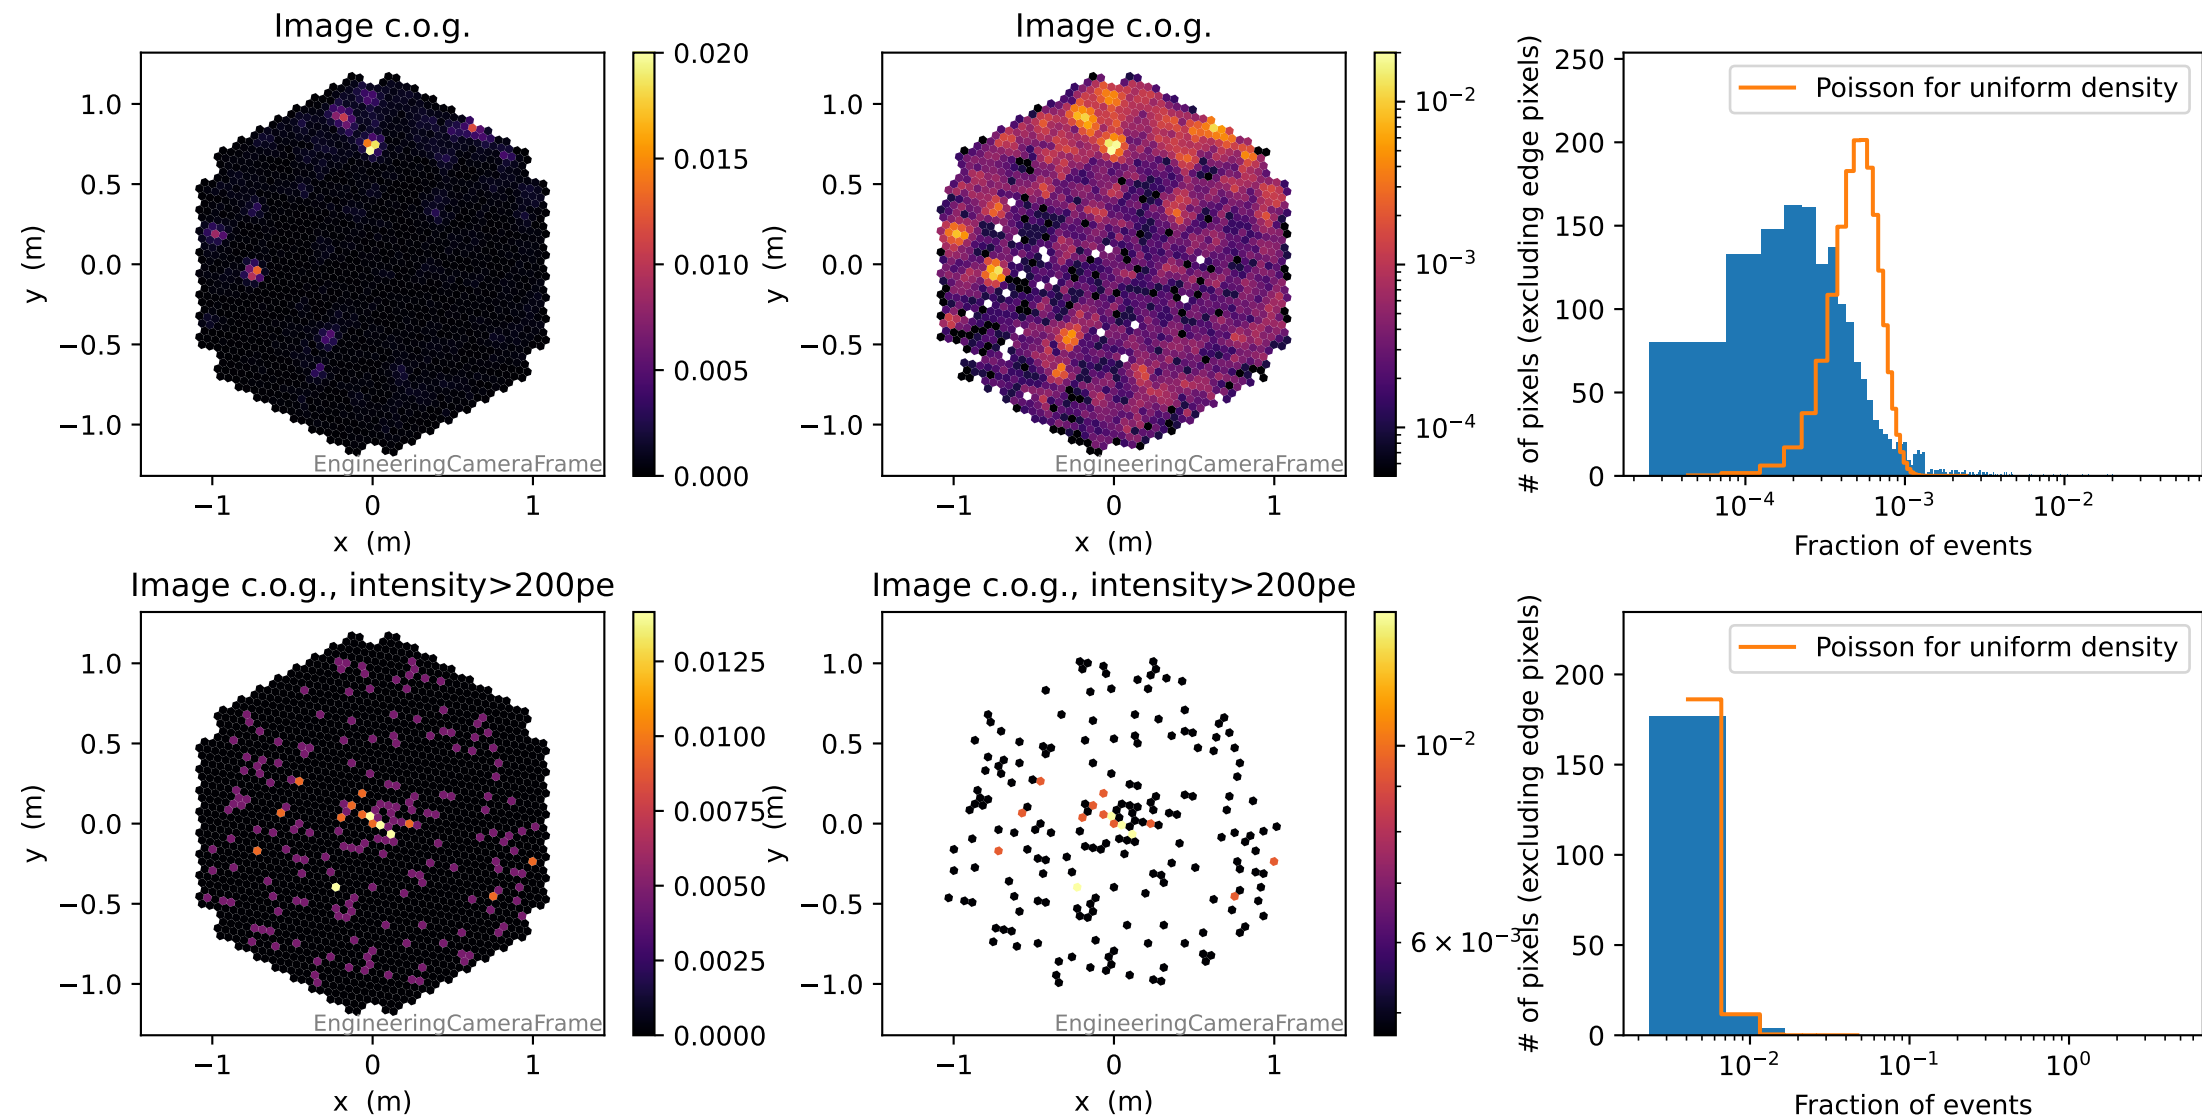 Image c.o.g.
1.0
0.5
0.0
−0.5
−1.0
y (m)
−1
0
1
x (m)
EngineeringCameraFrame
0.020
0.015
0.010
0.005
0.000
Image c.o.g.
1.0
0.5
0.0
−0.5
−1.0
y (m)
−1
0
1
x (m)
EngineeringCameraFrame
10⁻²
10⁻³
10⁻⁴
# of pixels (excluding edge pixels)
250
200
150
100
50
0
Poisson for uniform density
10⁻⁴
10⁻³
10⁻²
Fraction of events
Image c.o.g., intensity>200pe
1.0
0.5
0.0
−0.5
−1.0
y (m)
−1
0
1
x (m)
EngineeringCameraFrame
0.0125
0.0100
0.0075
0.0050
0.0025
0.0000
Image c.o.g., intensity>200pe
1.0
0.5
0.0
−0.5
−1.0
y (m)
−1
0
1
x (m)
EngineeringCameraFrame
10⁻²
6 × 10⁻³
# of pixels (excluding edge pixels)
200
150
100
50
0
Poisson for uniform density
10⁻²
10⁻¹
10⁰
Fraction of events